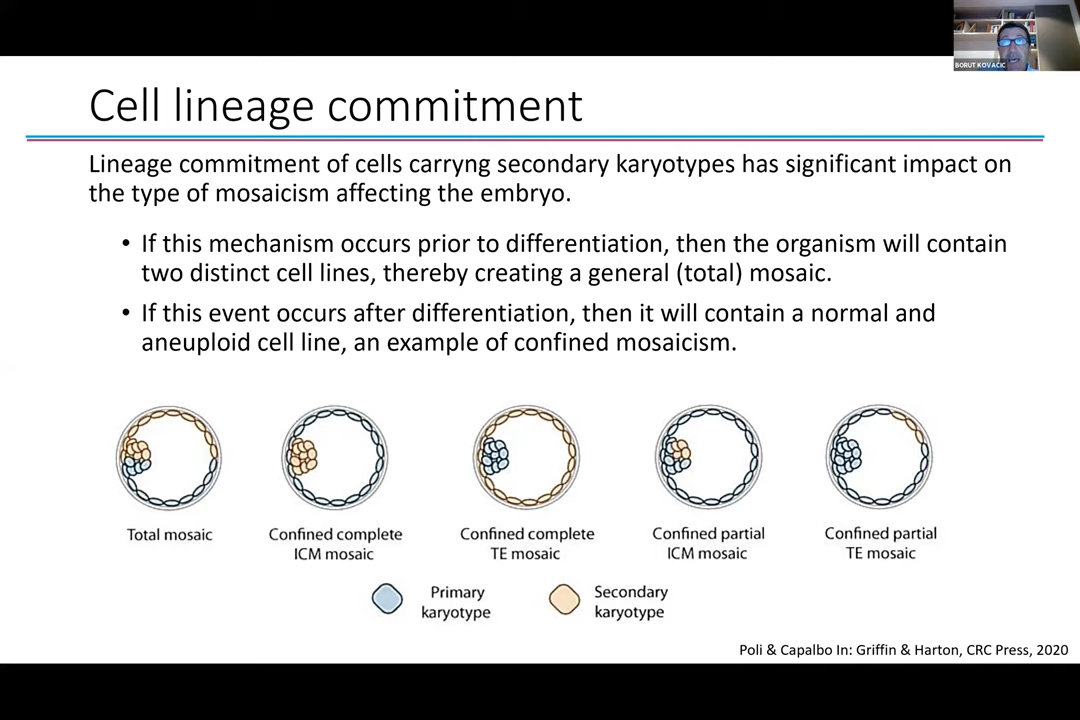 BORUT KOVAČIČ
Cell lineage commitment
Lineage commitment of cells carryng secondary karyotypes has significant impact on
the type of mosaicism affecting the embryo.
• If this mechanism occurs prior to differentiation, then the organism will contain
two distinct cell lines, thereby creating a general (total) mosaic.
• If this event occurs after differentiation, then it will contain a normal and
aneuploid cell line, an example of confined mosaicism.
Total mosaic
Confined complete
ICM mosaic
Confined complete
TE mosaic
Confined partial
ICM mosaic
Confined partial
TE mosaic
Primary
karyotype
Secondary
karyotype
Poli & Capalbo In: Griffin & Harton, CRC Press, 2020